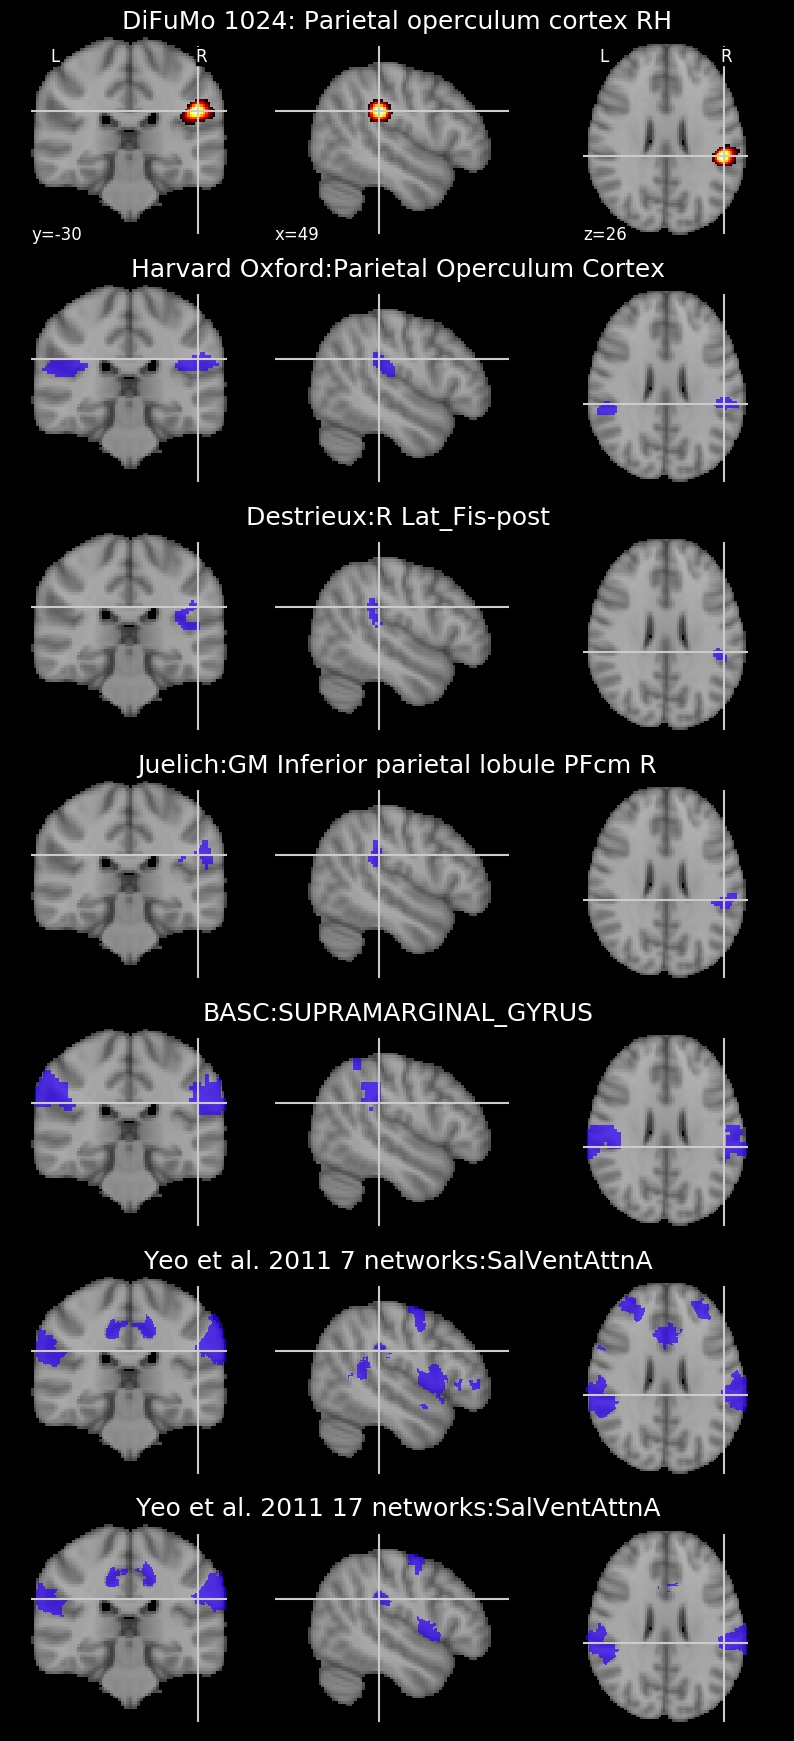 DiFuMo 1024: Parietal operculum cortex RH
L R L R
y=-30 x=49 z=26
Harvard Oxford:Parietal Operculum Cortex
Destrieux:R Lat_Fis-post
Juelich:GM Inferior parietal lobule PFcm R
BASC:SUPRAMARGINAL_GYRUS
Yeo et al. 2011 7 networks:SalVentAttnA
Yeo et al. 2011 17 networks:SalVentAttnA